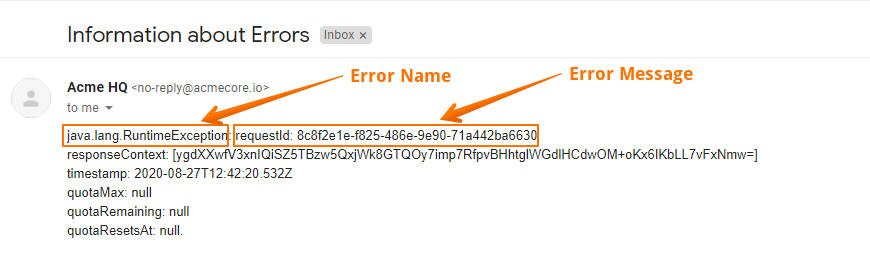 Information about Errors Inbox ×
Error Name
Error Message
Acme HQ <no-reply@acmecore.io>
to me
java.lang.RuntimeException: requestId: 8c8f2e1e-f825-486e-9e90-71a442ba6630
responseContext: [ygdXXwfV3xnIQiSZ5TBzw5QxjWk8GTQOy7imp7RfpvBHhtglWGdlHCdwOM+oKx6IKbLL7vFxNmw=]
timestamp: 2020-08-27T12:42:20.532Z
quotaMax: null
quotaRemaining: null
quotaResetsAt: null.